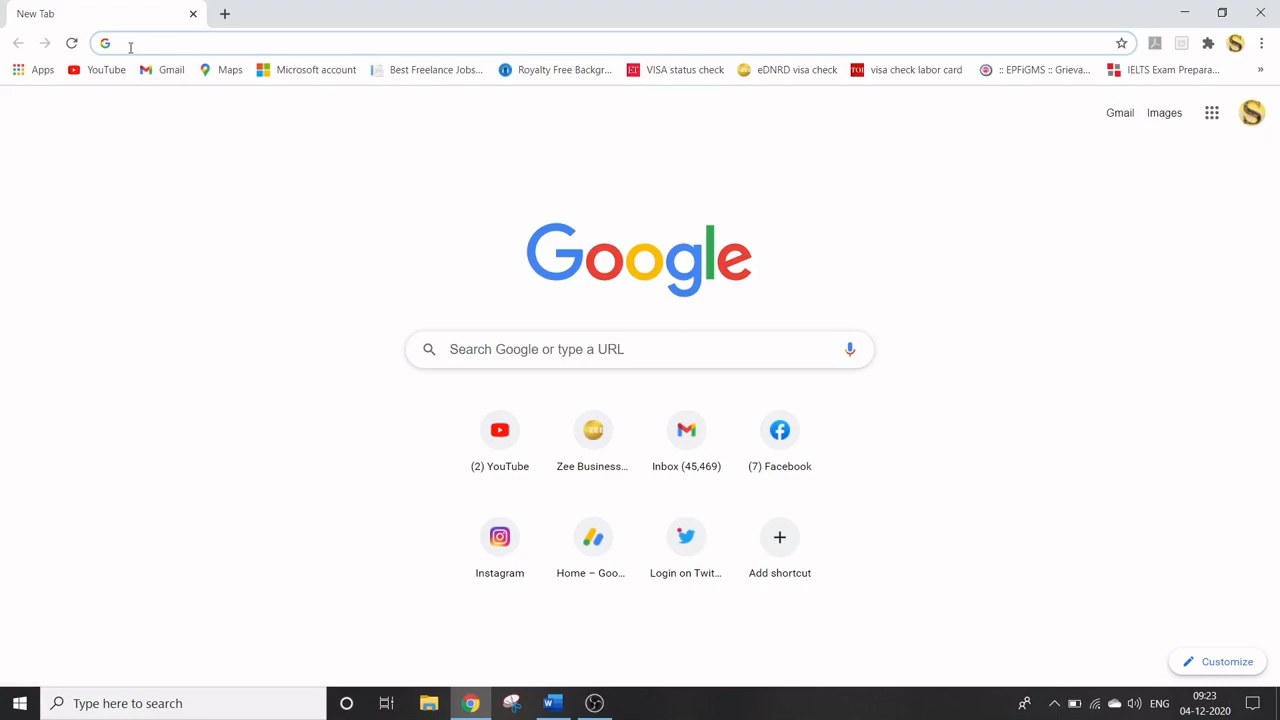 New Tab
Apps YouTube Gmail Maps Microsoft account Best Freelance Jobs... Royalty Free Backgr... VISA status check eDNRD visa check visa check labor card :: EPFiGMS :: Grieva... IELTS Exam Prepara... »
Gmail Images
Google
Search Google or type a URL
(2) YouTube Zee Business... Inbox (45,469) (7) Facebook
Instagram Home – Goo... Login on Twit... Add shortcut
Customize
Type here to search
ENG
09:23
04-12-2020